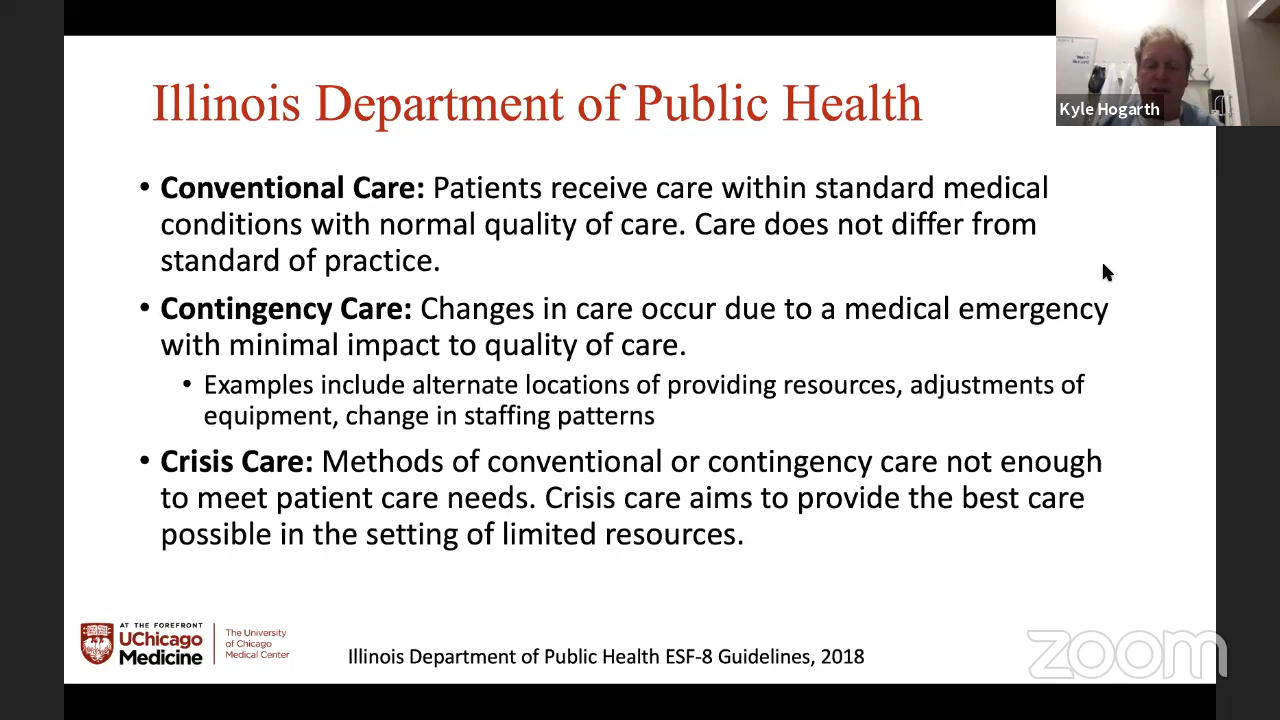 Illinois Department of Public Health
Kyle Hogarth
• Conventional Care: Patients receive care within standard medical
conditions with normal quality of care. Care does not differ from
standard of practice.
• Contingency Care: Changes in care occur due to a medical emergency
with minimal impact to quality of care.
• Examples include alternate locations of providing resources, adjustments of
equipment, change in staffing patterns
• Crisis Care: Methods of conventional or contingency care not enough
to meet patient care needs. Crisis care aims to provide the best care
possible in the setting of limited resources.
AT THE FOREFRONT
UChicago
Medicine
The University
of Chicago
Medical Center
Illinois Department of Public Health ESF-8 Guidelines, 2018
zoom